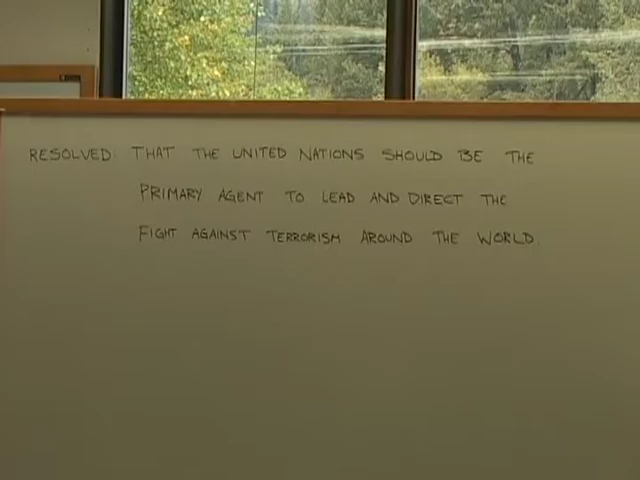 RESOLVED: THAT THE UNITED NATIONS SHOULD BE THE
PRIMARY AGENT TO LEAD AND DIRECT THE
FIGHT AGAINST TERRORISM AROUND THE WORLD.